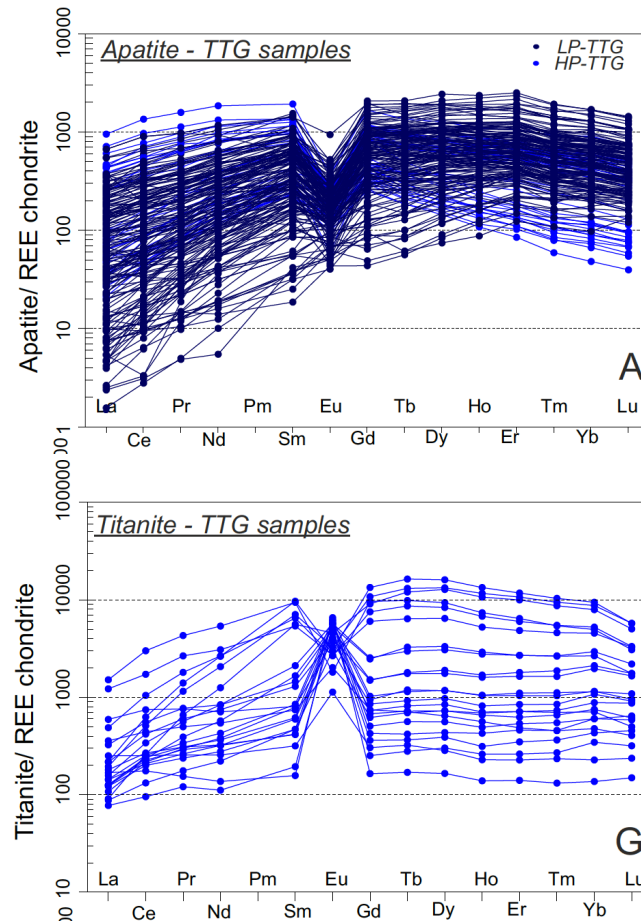 Apatite - TTG samples
LP-TTG
HP-TTG
Apatite/ REE chondrite
10000
1000
100
10
1
A
La Pr Pm Eu Tb Ho Tm Lu
Ce Nd Sm Gd Dy Er Yb
Titanite - TTG samples
Titanite/ REE chondrite
10000
1000
100
10
G
La Pr Pm Eu Tb Ho Tm Lu
Ce Nd Sm Gd Dy Er Yb